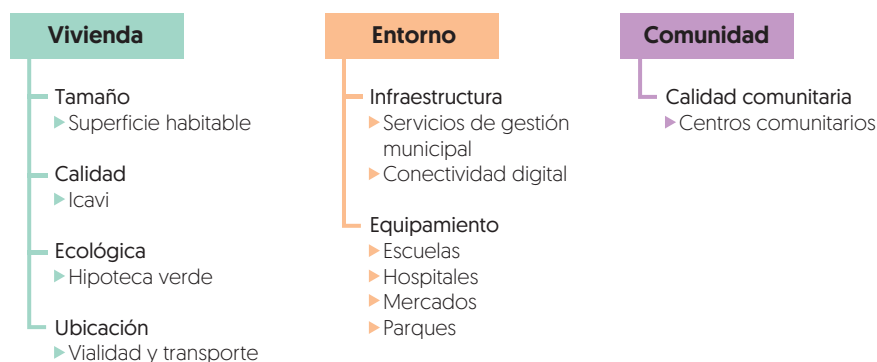 Vivienda
Tamaño
Superficie habitable
Calidad
Icavi
Ecológica
Hipoteca verde
Ubicación
Vialidad y transporte
Entorno
Infraestructura
Servicios de gestión
municipal
Conectividad digital
Equipamiento
Escuelas
Hospitales
Mercados
Parques
Comunidad
Calidad comunitaria
Centros comunitarios